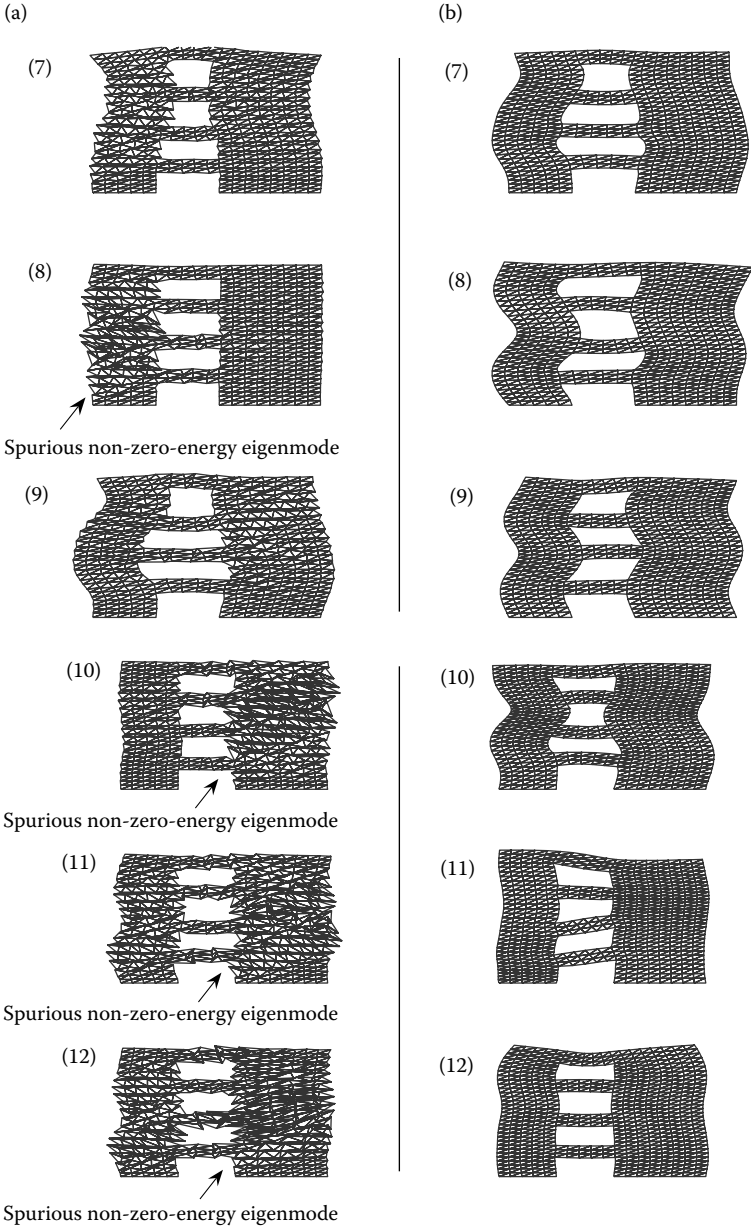 (a)
(b)
(7)
(7)
(8)
(8)
Spurious non-zero-energy eigenmode
(9)
(9)
(10)
(10)
Spurious non-zero-energy eigenmode
(11)
(11)
Spurious non-zero-energy eigenmode
(12)
(12)
Spurious non-zero-energy eigenmode